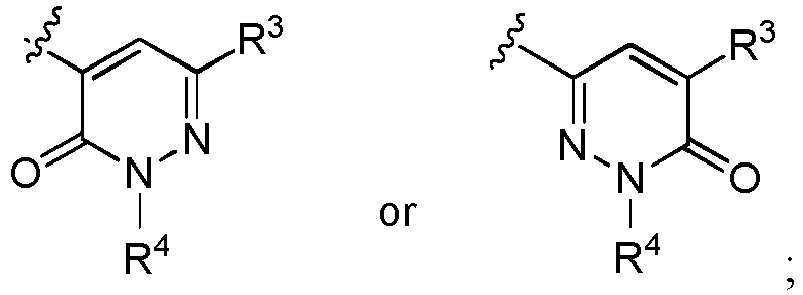 R³ R³
N N
O N or N O
R⁴ R⁴ ;